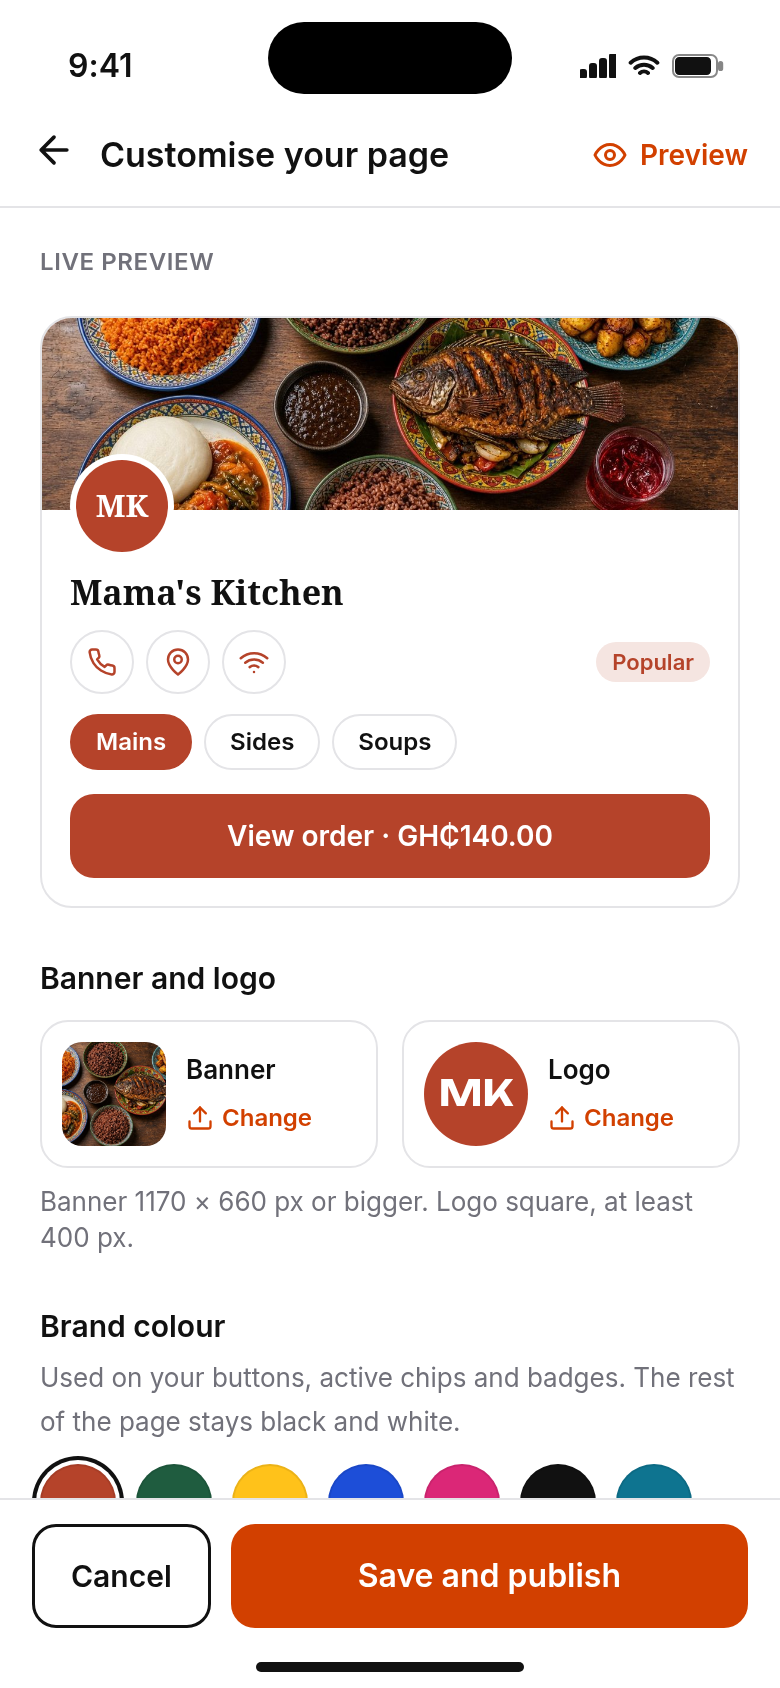 9:41
Customise your page
Preview
LIVE PREVIEW
MK
Mama's Kitchen
Popular
Mains
Sides
Soups
View order · GH₵140.00
Banner and logo
Banner
Change
MK
Logo
Change
Banner 1170 × 660 px or bigger. Logo square, at least
400 px.
Brand colour
Used on your buttons, active chips and badges. The rest
of the page stays black and white.
Cancel
Save and publish